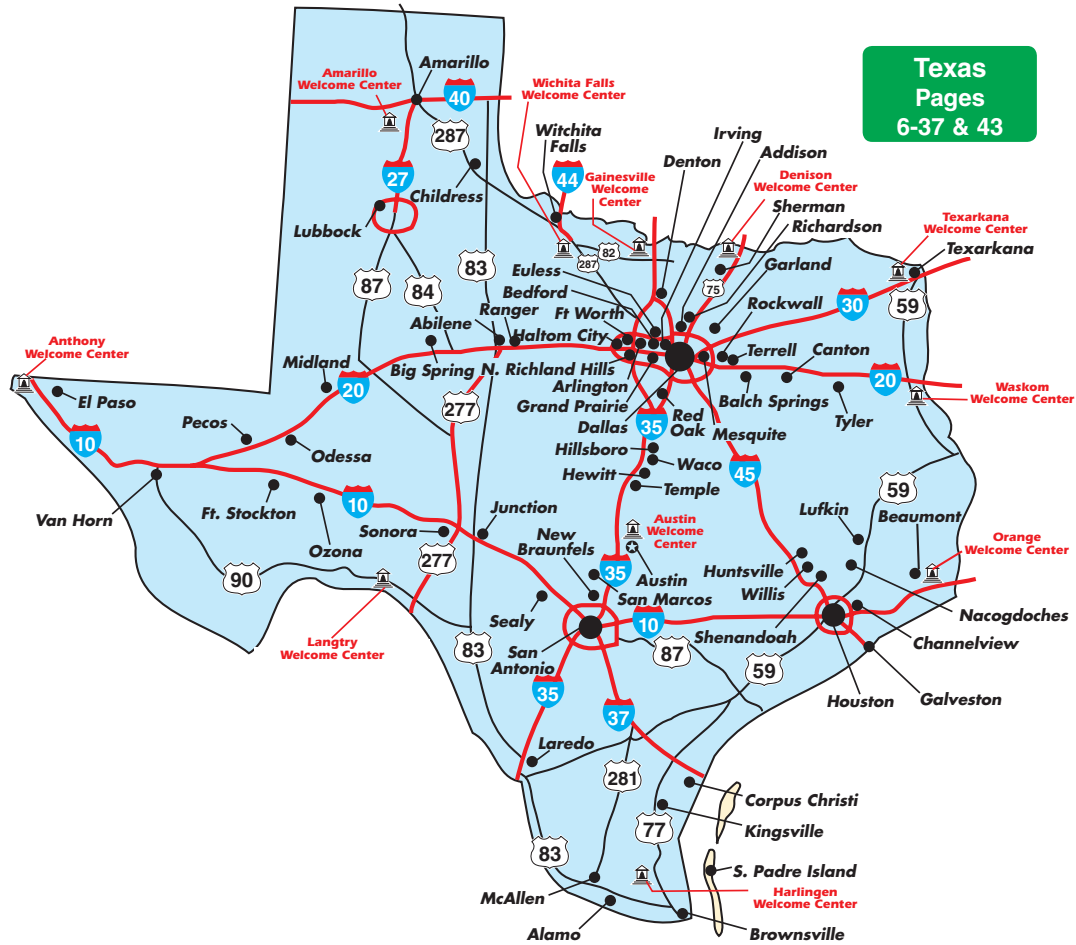 Texas
Pages
6-37 & 43
Amarillo
Amarillo
Welcome Center
40
287
Wichita Falls
Welcome Center
Witchita
Falls
44
Irving
Addison
Denton
Gainesville
Welcome
Center
Denison
Welcome Center
Sherman
Richardson
Texarkana
Welcome Center
Texarkana
27
Childress
Lubbock
83
87
84
82
287
75
Euless
Bedford
Garland
Rockwall
30
59
Ranger
Abilene
Ft Worth
Haltom City
Anthony
Welcome Center
Midland
20
Big Spring
N. Richland Hills
Terrell
Canton
20
Arlington
Grand Prairie
Dallas
Balch Springs
Tyler
Waskom
Welcome Center
El Paso
277
35
Red
Oak
Mesquite
Pecos
Odessa
10
Hillsboro
Waco
Hewitt
Temple
45
59
Van Horn
Ft. Stockton
10
Ozona
Sonora
Junction
Austin
Welcome
Center
Lufkin
Beaumont
Orange
Welcome Center
New
Braunfels
277
90
35
Austin
San Marcos
Huntsville
Willis
Sealy
10
Shenandoah
Nacogdoches
Channelview
Langtry
Welcome Center
83
San
Antonio
87
59
Houston
Galveston
35
37
Laredo
281
Corpus Christi
77
Kingsville
83
S. Padre Island
McAllen
Harlingen
Welcome Center
Alamo
Brownsville